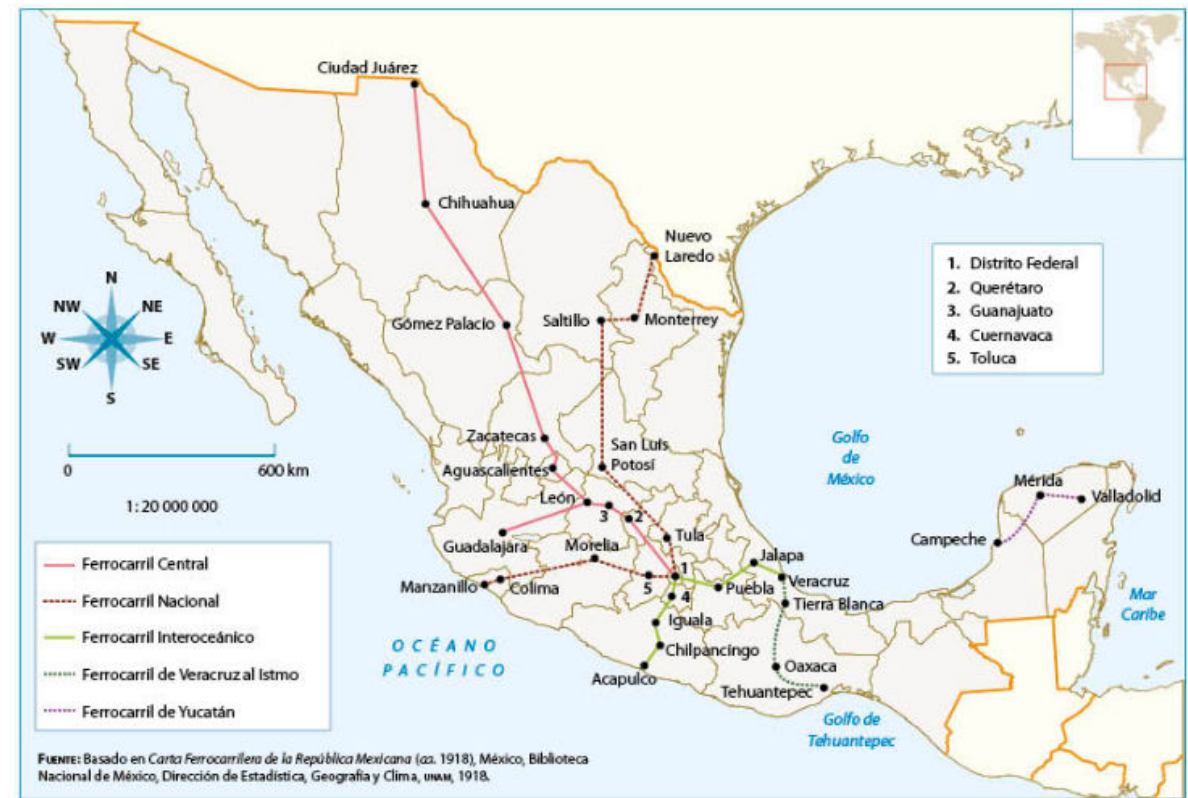 Ciudad Juárez
Chihuahua
Nuevo
Laredo
Gómez Palacio
Saltillo
Monterrey
N
NW
NE
W
E
SW
SE
S
1. Distrito Federal
2. Querétaro
3. Guanajuato
4. Cuernavaca
5. Toluca
Zacatecas
San Luis
Potosí
Aguascalientes
Golfo
de
México
0
600 km
1:20 000 000
León
3
2
Tula
Guadalajara
Morelia
Mérida
Valladolid
Campeche
Jalapa
1
Manzanillo
Colima
5
4
Puebla
Veracruz
Tierra Blanca
Mar
Caribe
Iguala
Chilpancingo
Acapulco
Oaxaca
Tehuantepec
OCÉANO
PACÍFICO
Golfo de
Tehuantepec
Ferrocarril Central
Ferrocarril Nacional
Ferrocarril Interoceánico
Ferrocarril de Veracruz al Istmo
Ferrocarril de Yucatán
FUENTE: Basado en Carta Ferrocarrilera de la República Mexicana (ca. 1918), México, Biblioteca
Nacional de México, Dirección de Estadística, Geografía y Clima, UNAM, 1918.